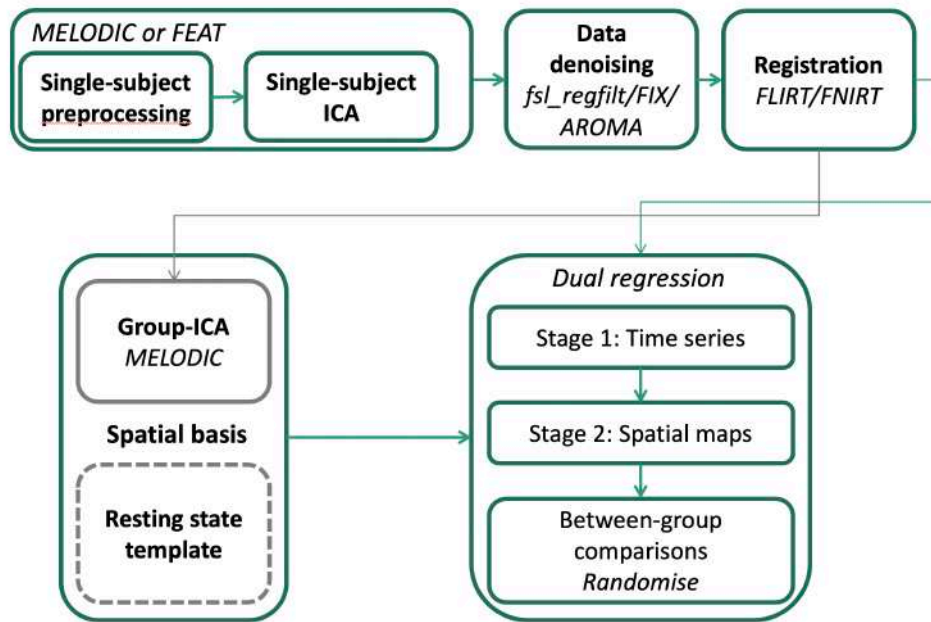 MELODIC or FEAT
Single-subject
preprocessing
Single-subject
ICA
Data
denoising
fsl_regfilt/FIX/
AROMA
Registration
FLIRT/FNIRT
Group-ICA
MELODIC
Spatial basis
Resting state
template
Dual regression
Stage 1: Time series
Stage 2: Spatial maps
Between-group
comparisons
Randomise